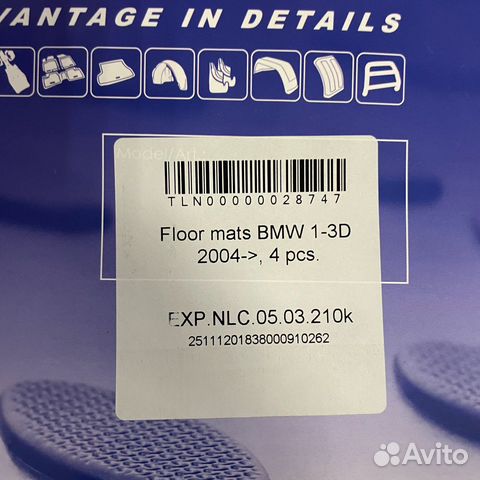 VANTAGE IN DETAILS
Model/Art.:
TLN00000028747
Floor mats BMW 1-3D
2004->, 4 pcs.
EXP.NLC.05.03.210k
25111201838000910262
Avito